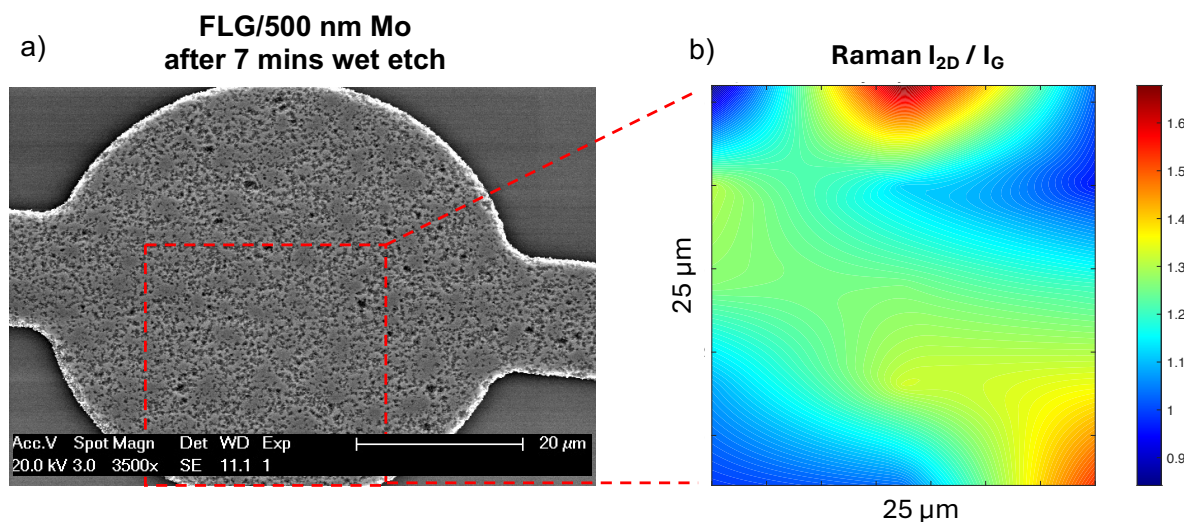 a)
FLG/500 nm Mo
after 7 mins wet etch
Acc.V Spot Magn Det WD Exp
20.0 kV 3.0 3500x SE 11.1 1
20 µm
b)
Raman I2D / IG
25 µm
25 µm
1.6
1.5
1.4
1.3
1.2
1.1
1
0.9